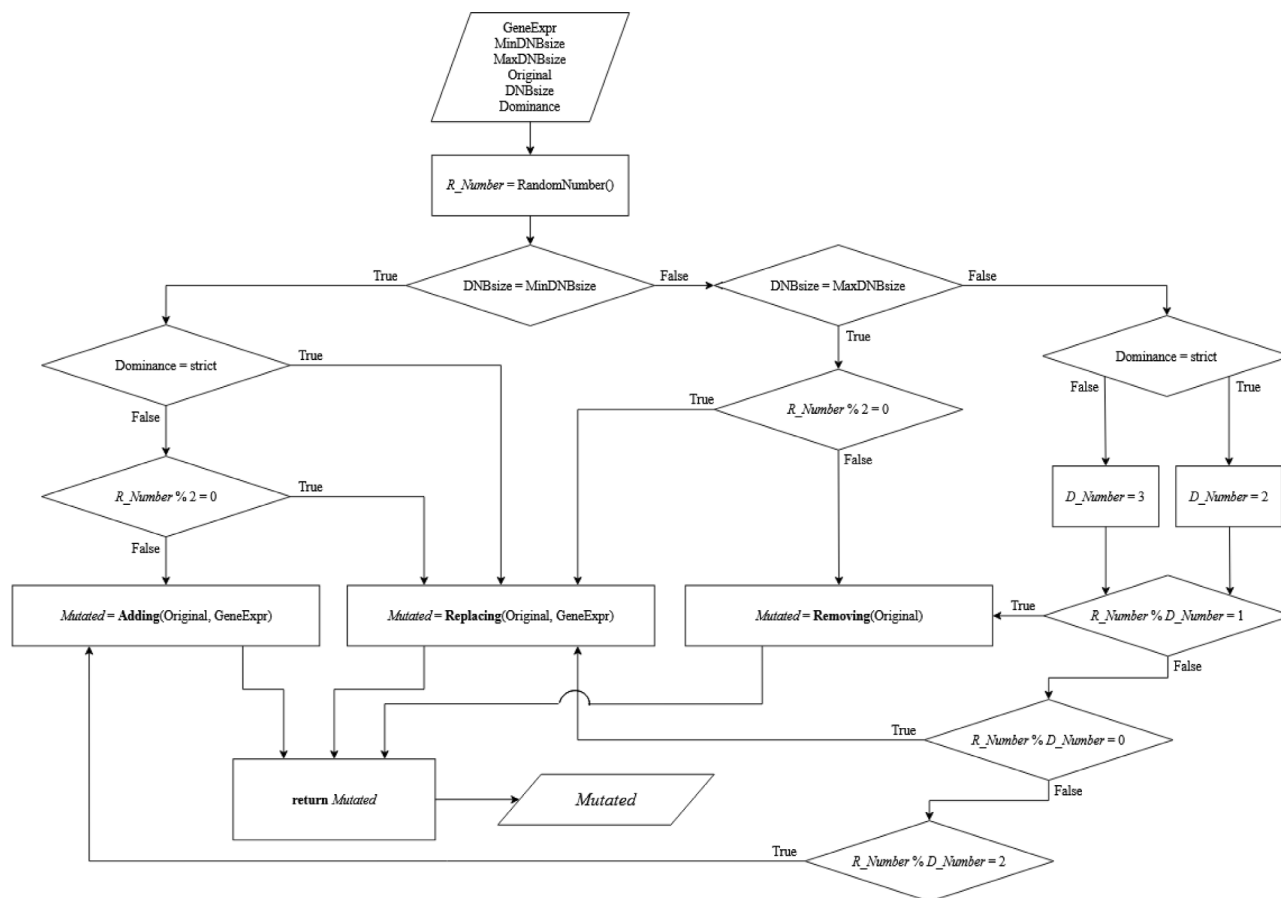 GeneExpr
MinDNBsize
MaxDNBsize
Original
DNBsize
Dominance
R_Number = RandomNumber()
True
DNBsize = MinDNBsize
False
DNBsize = MaxDNBsize
False
Dominance = strict
True
True
Dominance = strict
False
True
R_Number % 2 = 0
True
False
False
R_Number % 2 = 0
True
False
D_Number = 3
D_Number = 2
False
Mutated = Adding(Original, GeneExpr)
Mutated = Replacing(Original, GeneExpr)
Mutated = Removing(Original)
True
R_Number % D_Number = 1
False
True
R_Number % D_Number = 0
False
return Mutated
Mutated
True
R_Number % D_Number = 2